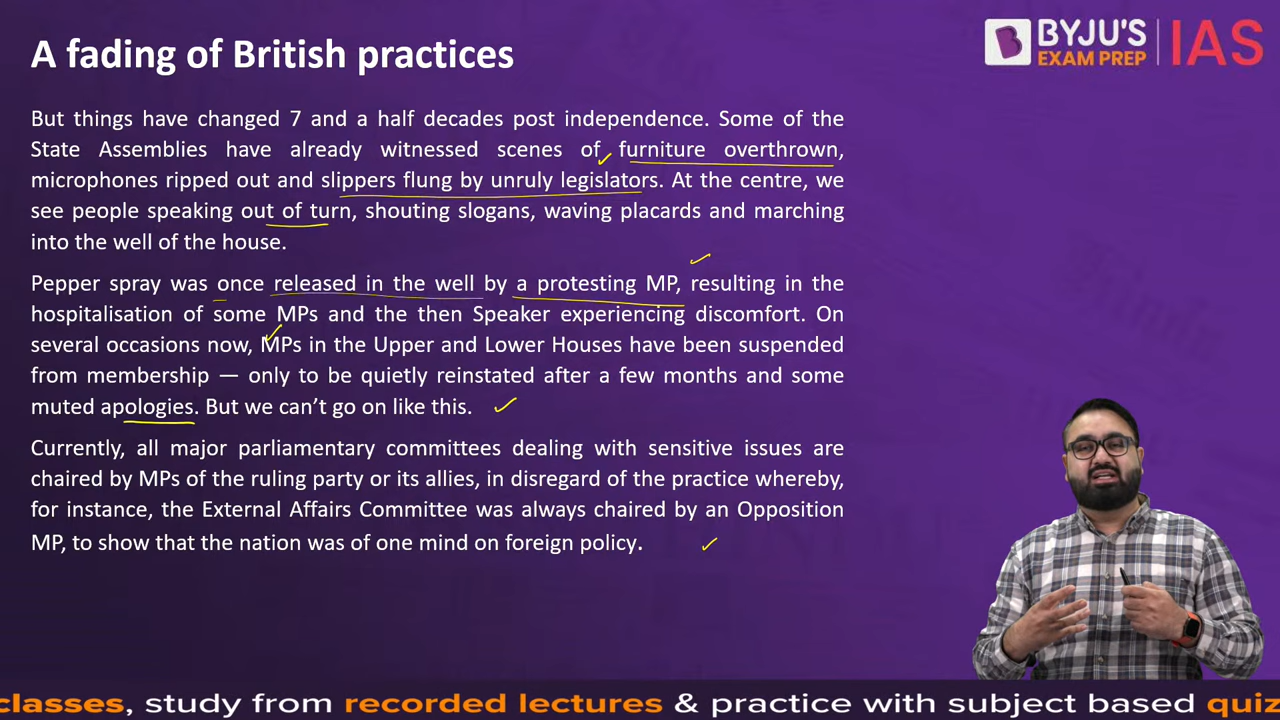 A fading of British practices
BYJU'S
EXAM PREP
IAS
But things have changed 7 and a half decades post independence. Some of the
State Assemblies have already witnessed scenes of furniture overthrown,
microphones ripped out and slippers flung by unruly legislators. At the centre, we
see people speaking out of turn, shouting slogans, waving placards and marching
into the well of the house.
Pepper spray was once released in the well by a protesting MP, resulting in the
hospitalisation of some MPs and the then Speaker experiencing discomfort. On
several occasions now, MPs in the Upper and Lower Houses have been suspended
from membership — only to be quietly reinstated after a few months and some
muted apologies. But we can't go on like this.
Currently, all major parliamentary committees dealing with sensitive issues are
chaired by MPs of the ruling party or its allies, in disregard of the practice whereby,
for instance, the External Affairs Committee was always chaired by an Opposition
MP, to show that the nation was of one mind on foreign policy.
classes, study from recorded lectures & practice with subject based quiz